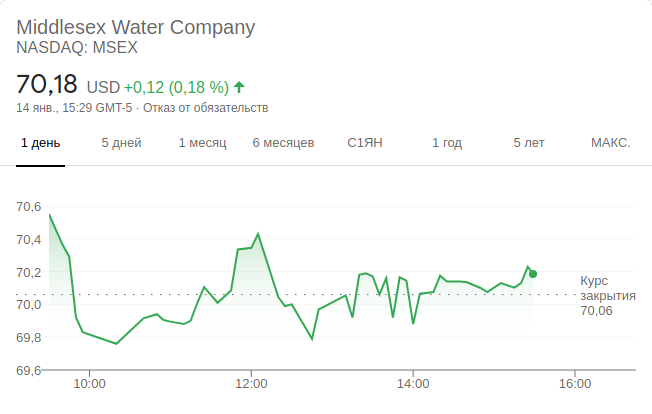 Middlesex Water Company
NASDAQ: MSEX
70,18 USD +0,12 (0,18 %)
14 янв., 15:29 GMT-5 · Отказ от обязательств
1 день 5 дней 1 месяц 6 месяцев С1ЯН 1 год 5 лет МАКС.
70,6
70,4
70,2
70,0
69,8
69,6
Курс
закрытия
70,06
10:00 12:00 14:00 16:00